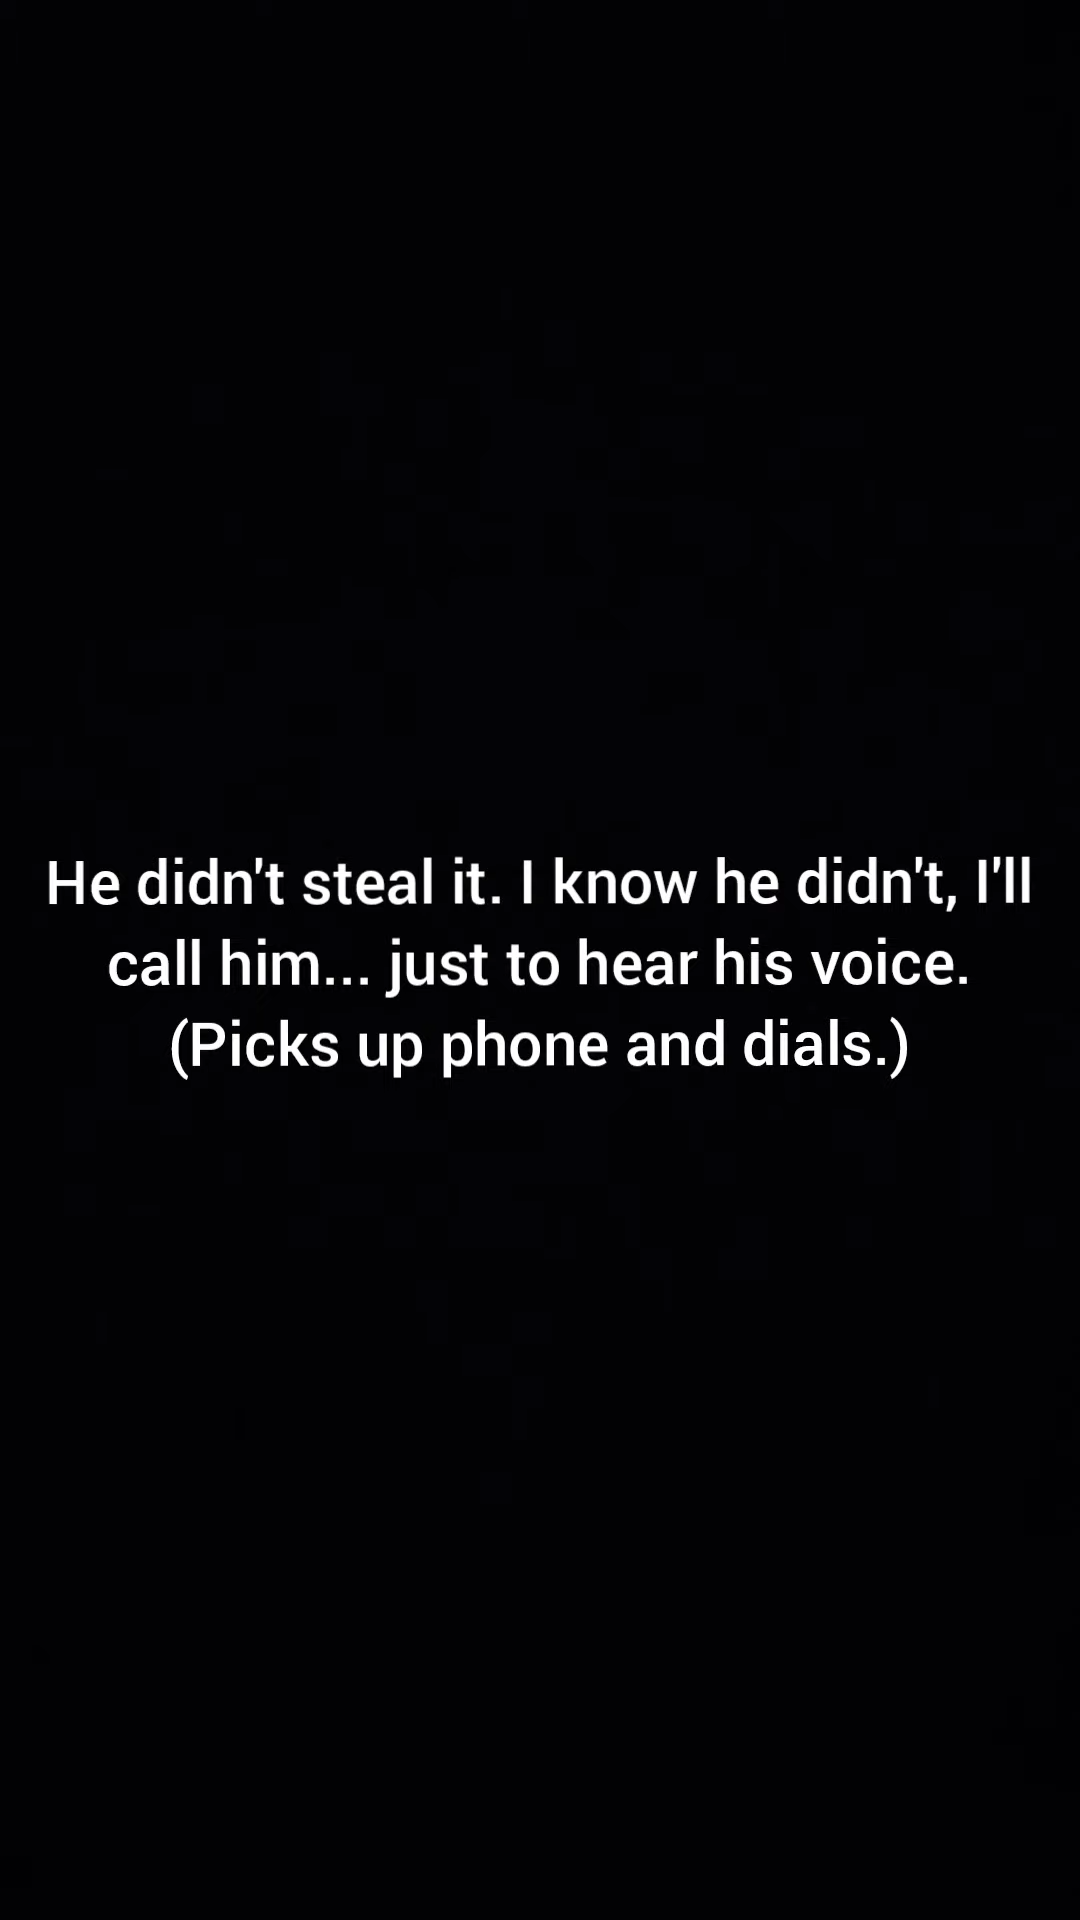 He didn't steal it. I know he didn't, I'll
call him... just to hear his voice.
(Picks up phone and dials.)